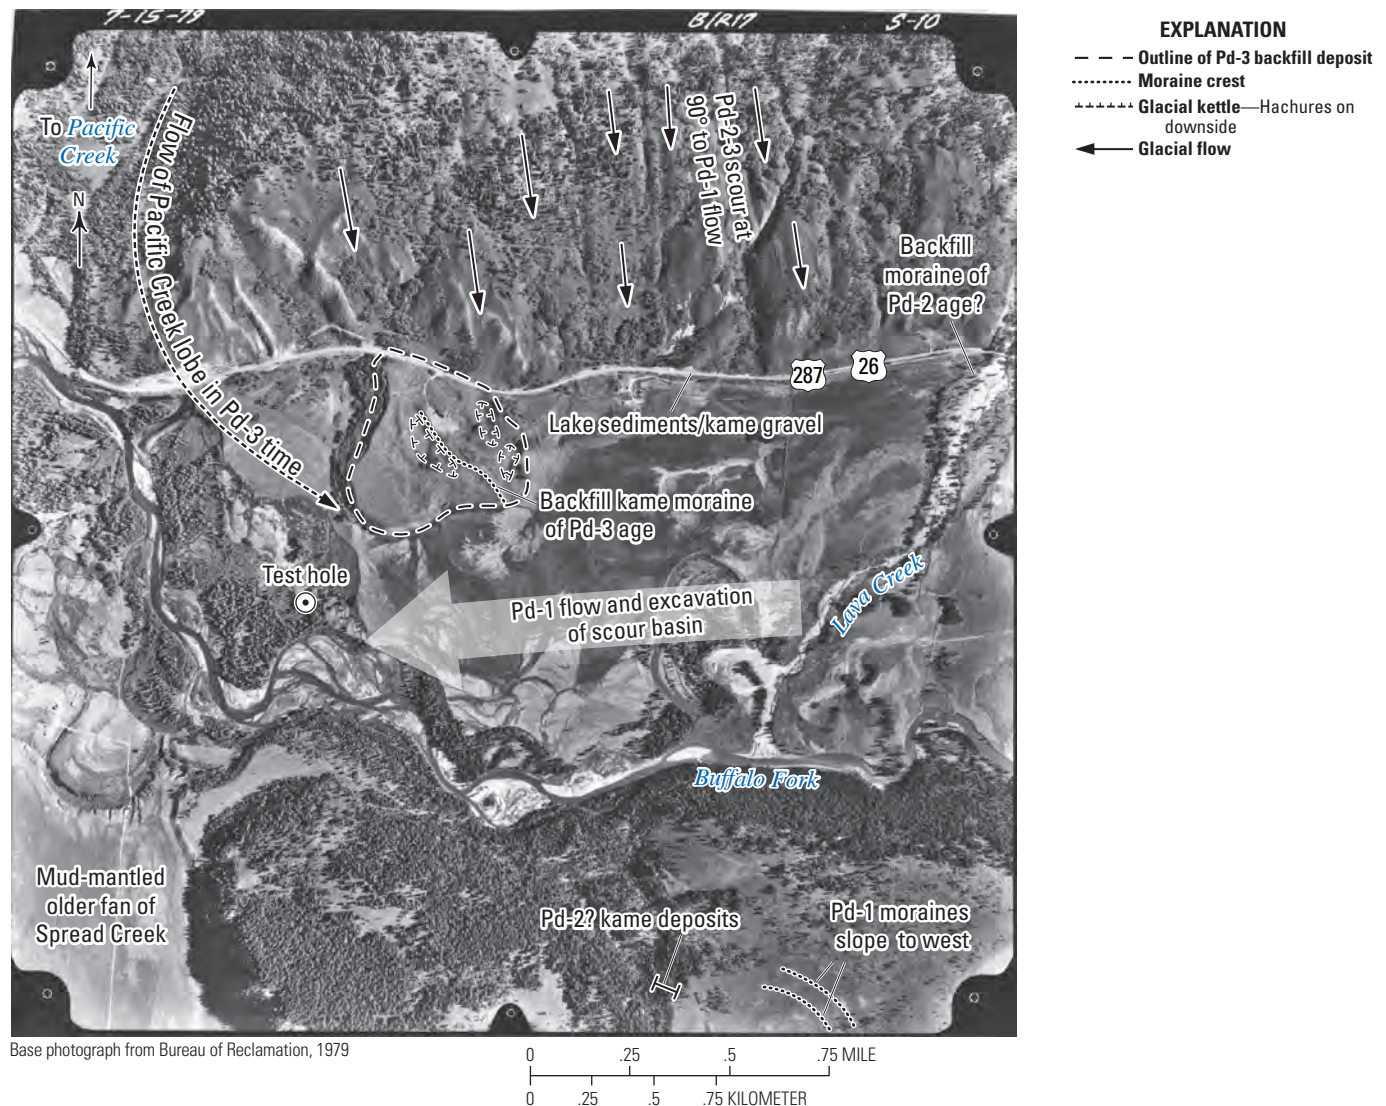 7-15-79
BIR17
5-10
EXPLANATION
Outline of Pd-3 backfill deposit
Moraine crest
Glacial kettle—Hachures on
downside
Glacial flow
To Pacific
Creek
N
Flow of Pacific Creek lobe in Pd-3 time
Pd-2-3 scour at
90° to Pd-1 flow
Backfill
moraine of
Pd-2 age?
287
26
Lake sediments/kame gravel
Backfill kame moraine
of Pd-3 age
Test hole
Pd-1 flow and excavation
of scour basin
Lava Creek
Buffalo Fork
Mud-mantled
older fan of
Spread Creek
Pd-2? kame deposits
Pd-1 moraines
slope to west
Base photograph from Bureau of Reclamation, 1979
0 .25 .5 .75 MILE
0 .25 .5 .75 KILOMETER